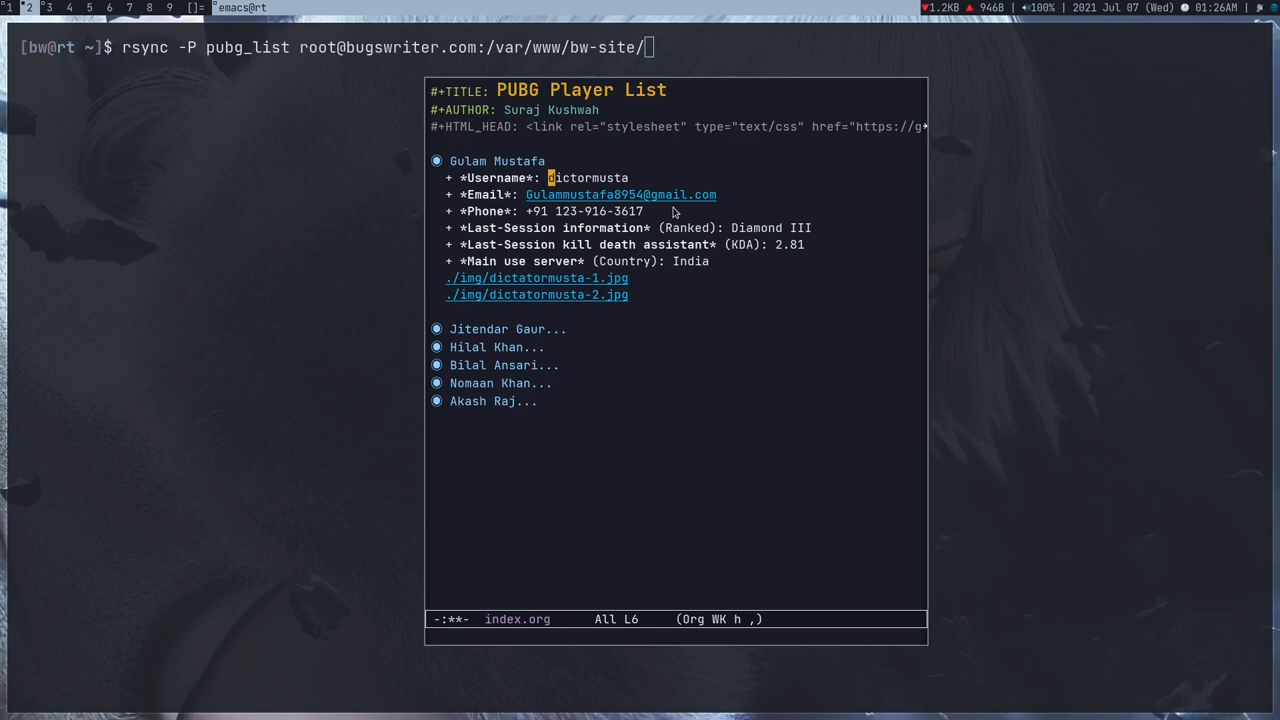 1 2 3 4 5 6 7 8 9 []= emacs@rt 1.2KB 946B 100% 2021 Jul 07 (Wed) 01:26AM
[bw@rt ~]$ rsync -P pubg_list root@bugswriter.com:/var/www/bw-site/
#+TITLE: PUBG Player List
#+AUTHOR: Suraj Kushwah
#+HTML_HEAD: <link rel="stylesheet" type="text/css" href="https://g
Gulam Mustafa
+ *Username*: dictormusta
+ *Email*: Gulammustafa8954@gmail.com
+ *Phone*: +91 123-916-3617
+ *Last-Session information* (Ranked): Diamond III
+ *Last-Session kill death assistant* (KDA): 2.81
+ *Main use server* (Country): India
./img/dictatormusta-1.jpg
./img/dictatormusta-2.jpg
Jitendar Gaur...
Hilal Khan...
Bilal Ansari...
Nomaan Khan...
Akash Raj...
-:**- index.org All L6 (Org WK h ,)